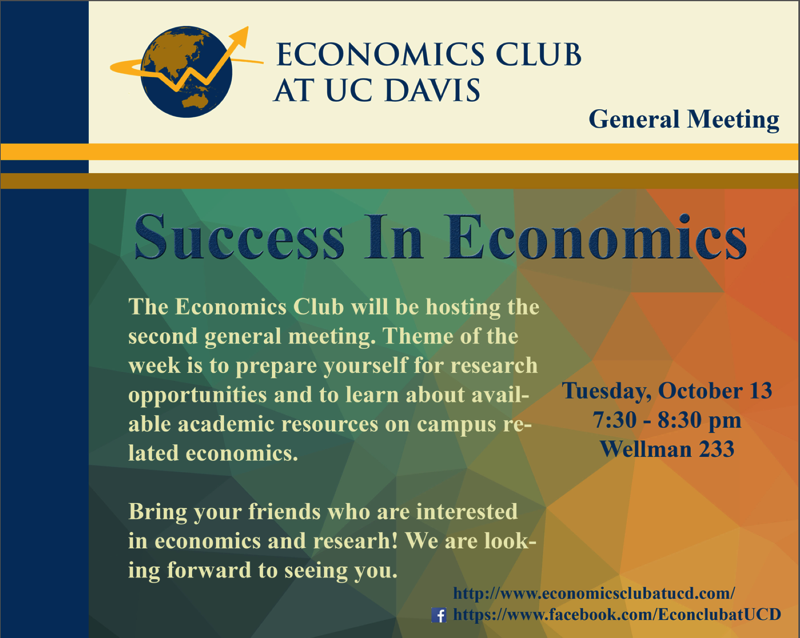 ECONOMICS CLUB
AT UC DAVIS
General Meeting
Success In Economics
The Economics Club will be hosting the
second general meeting. Theme of the
week is to prepare yourself for research
opportunities and to learn about avail-
able academic resources on campus re-
lated economics.
Bring your friends who are interested
in economics and researh! We are look-
ing forward to seeing you.
Tuesday, October 13
7:30 - 8:30 pm
Wellman 233
http://www.economicsclubatucd.com/
https://www.facebook.com/EconclubatUCD